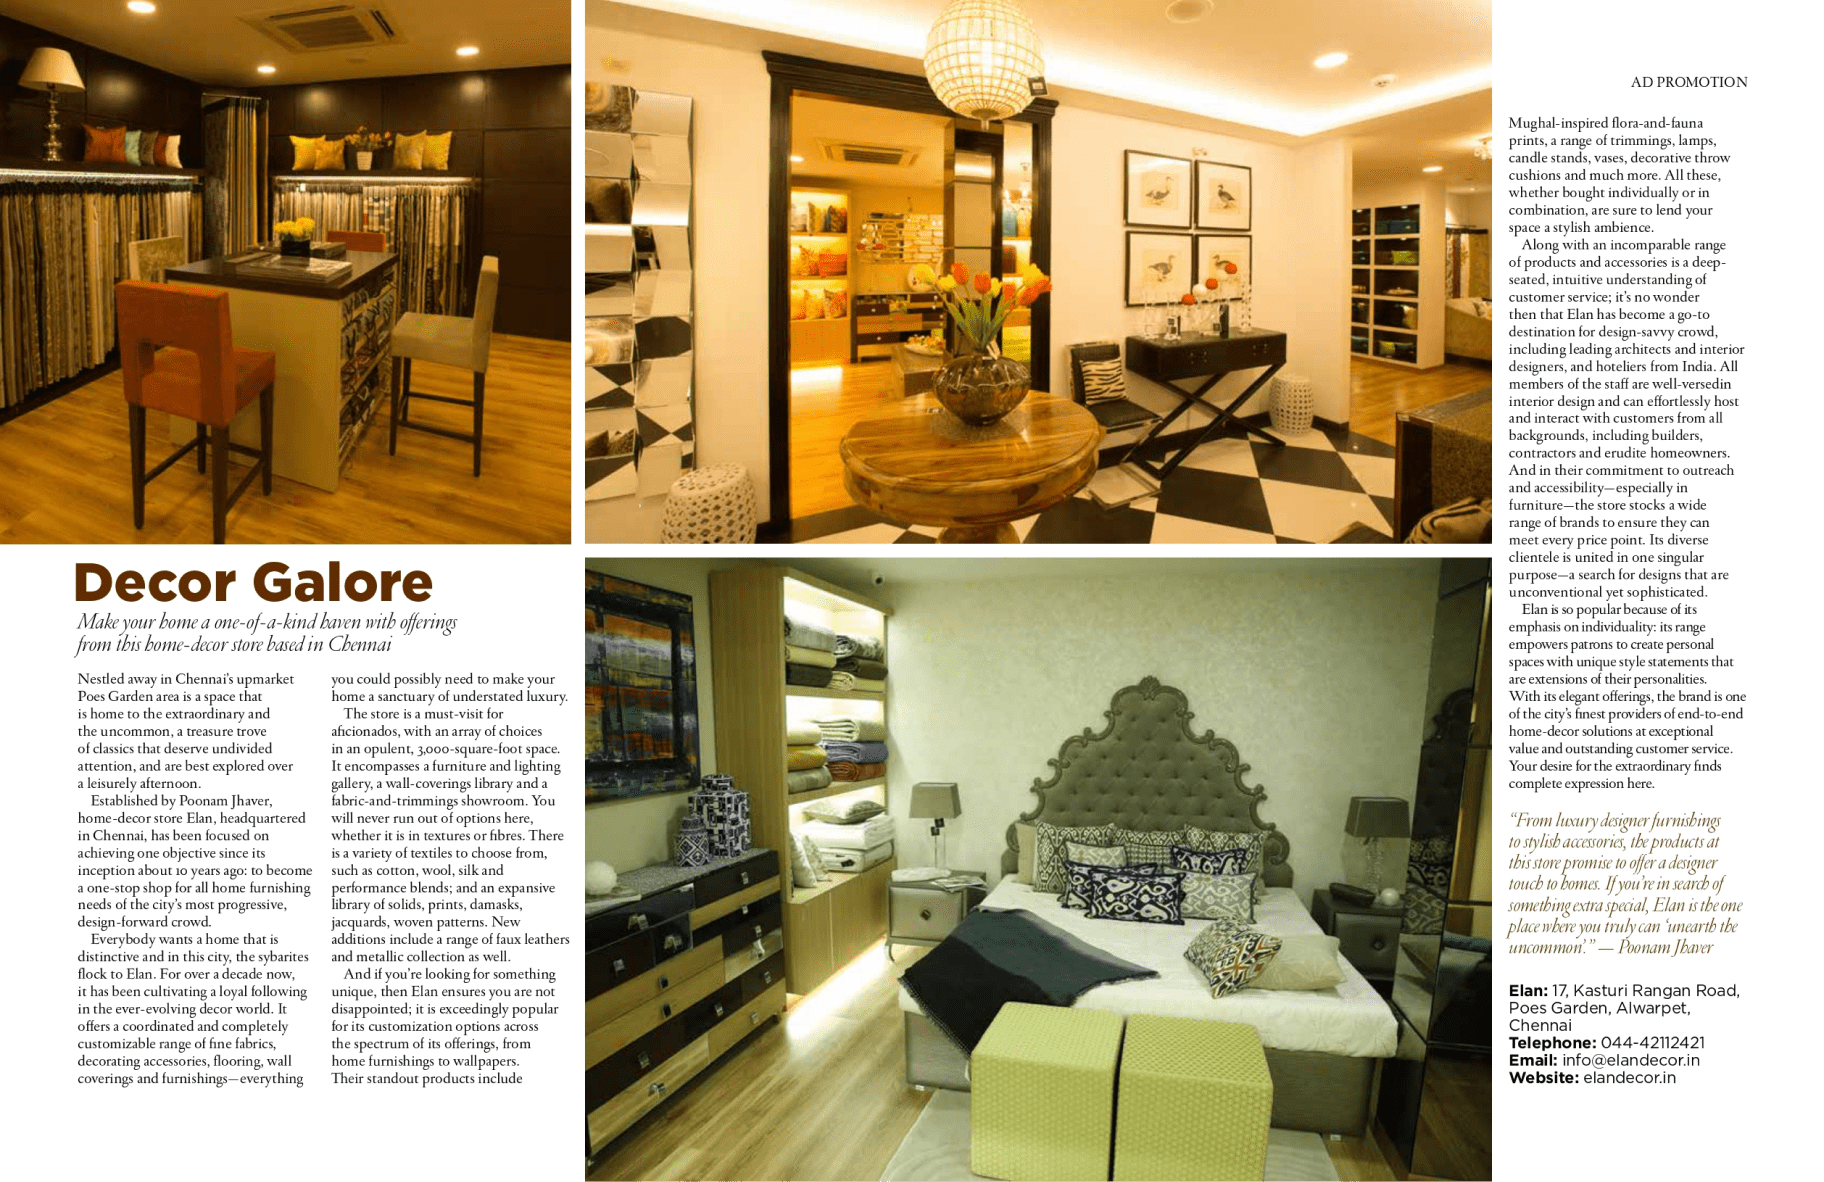 Decor Galore
Make your home a one-of-a-kind haven with offerings
from this home-decor store based in Chennai
Nestled away in Chennai's upmarket
Poes Garden area is a space that
is home to the extraordinary and
the uncommon, a treasure trove
of classics that deserve undivided
attention, and are best explored over
a leisurely afternoon.
Established by Poonam Jhaver,
home-decor store Elan, headquartered
in Chennai, has been focused on
achieving one objective since its
inception about 10 years ago: to become
a one-stop shop for all home furnishing
needs of the city's most progressive,
design-forward crowd.
Everybody wants a home that is
distinctive and in this city, the sybarites
flock to Elan. For over a decade now,
it has been cultivating a loyal following
in the ever-evolving decor world. It
offers a coordinated and completely
customizable range of fine fabrics,
decorating accessories, flooring, wall
coverings and furnishings—everything
you could possibly need to make your
home a sanctuary of understated luxury.
The store is a must-visit for
aficionados, with an array of choices
in an opulent, 3,000-square-foot space.
It encompasses a furniture and lighting
gallery, a wall-coverings library and a
fabric-and-trimmings showroom. You
will never run out of options here,
whether it is in textures or fibres. There
is a variety of textiles to choose from,
such as cotton, wool, silk and
performance blends; and an expansive
library of solids, prints, damasks,
jacquards, woven patterns. New
additions include a range of faux leathers
and metallic collection as well.
And if you're looking for something
unique, then Elan ensures you are not
disappointed; it is exceedingly popular
for its customization options across
the spectrum of its offerings, from
home furnishings to wallpapers.
Their standout products include
AD PROMOTION
Mughal-inspired flora-and-fauna
prints, a range of trimmings, lamps,
candle stands, vases, decorative throw
cushions and much more. All these,
whether bought individually or in
combination, are sure to lend your
space a stylish ambience.
Along with an incomparable range
of products and accessories is a deep-
seated, intuitive understanding of
customer service; it's no wonder
then that Elan has become a go-to
destination for design-savvy crowd,
including leading architects and interior
designers, and hoteliers from India. All
members of the staff are well-versedin
interior design and can effortlessly host
and interact with customers from all
backgrounds, including builders,
contractors and erudite homeowners.
And in their commitment to outreach
and accessibility—especially in
furniture—the store stocks a wide
range of brands to ensure they can
meet every price point. Its diverse
clientele is united in one singular
purpose—a search for designs that are
unconventional yet sophisticated.
Elan is so popular because of its
emphasis on individuality: its range
empowers patrons to create personal
spaces with unique style statements that
are extensions of their personalities.
With its elegant offerings, the brand is one
of the city's finest providers of end-to-end
home-decor solutions at exceptional
value and outstanding customer service.
Your desire for the extraordinary finds
complete expression here.
"From luxury designer furnishings
to stylish accessories, the products at
this store promise to offer a designer
touch to homes. If you're in search of
something extra special, Elan is the one
place where you truly can 'unearth the
uncommon'." — Poonam Jhaver
Elan: 17, Kasturi Rangan Road,
Poes Garden, Alwarpet,
Chennai
Telephone: 044-42112421
Email: info@elandecor.in
Website: elandecor.in